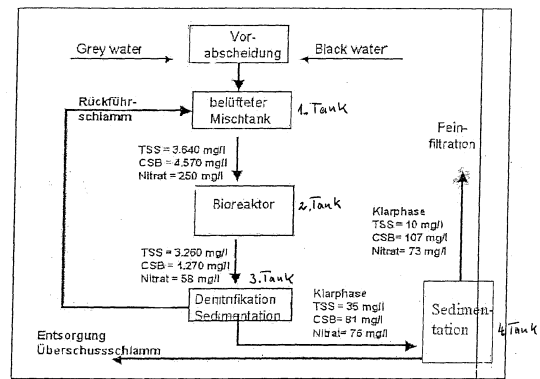 Vor-
abscheidung
Grey water
Black water
Rückführ-
schlamm
belüfteter
Mischtank
1. Tank
TSS = 3.640 mg/l
CSB = 4.570 mg/l
Nitrat = 250 mg/l
Fein-
filtration
Bioreaktor
2. Tank
Klarphase
TSS = 10 mg/l
CSB = 107 mg/l
Nitrat= 73 mg/l
TSS = 3.260 mg/l
CSB = 1.270 mg/l
Nitrat = 58 mg/l
3. Tank
Denitrifikation
Sedimentation
Klarphase
TSS = 35 mg/l
CSB = 81 mg/l
Nitrat= 76 mg/l
Sedimen-
tation
4. Tank
Entsorgung
Überschussschlamm